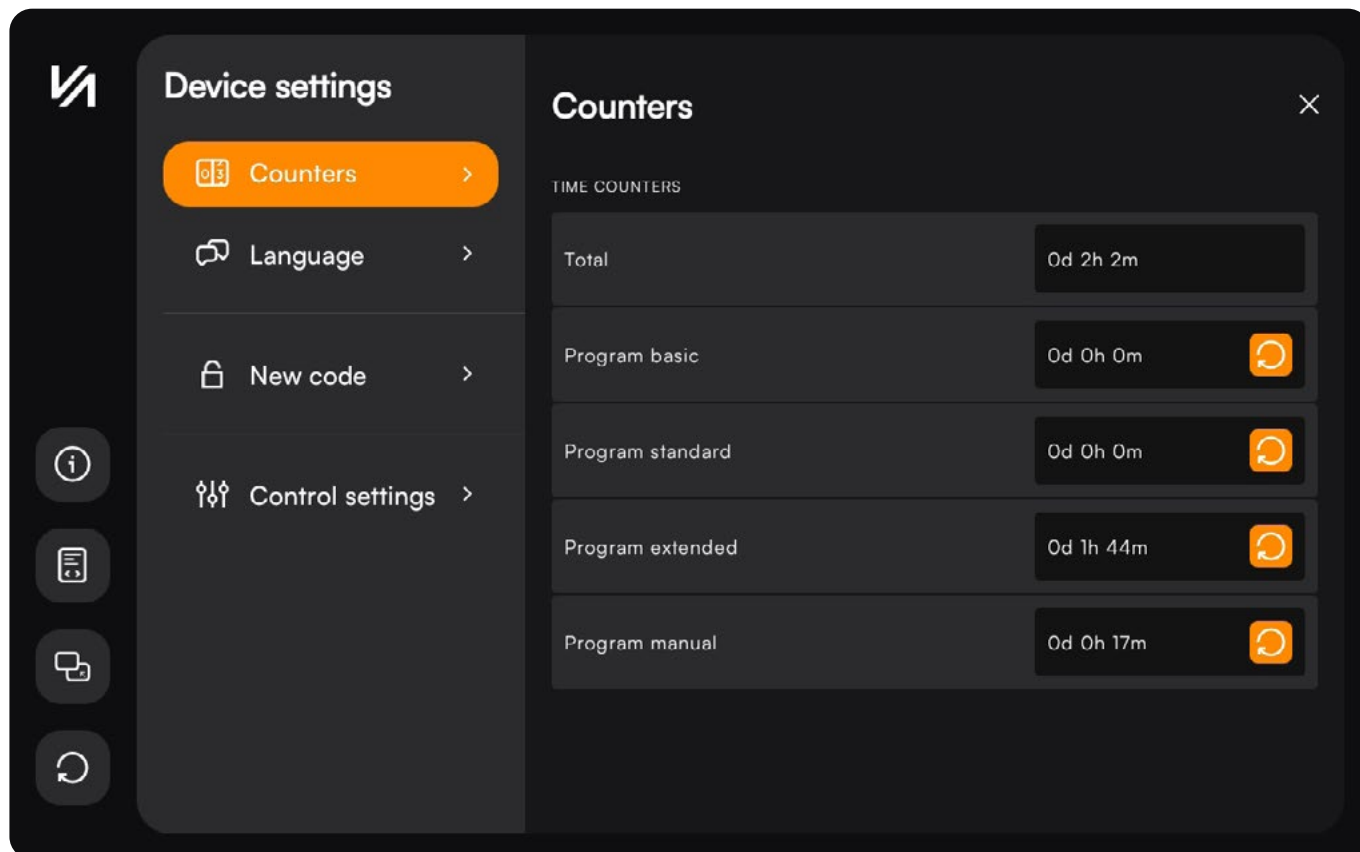 Device settings
Counters
Language
New code
Control settings
Counters
TIME COUNTERS
Total 0d 2h 2m
Program basic 0d 0h 0m
Program standard 0d 0h 0m
Program extended 0d 1h 44m
Program manual 0d 0h 17m